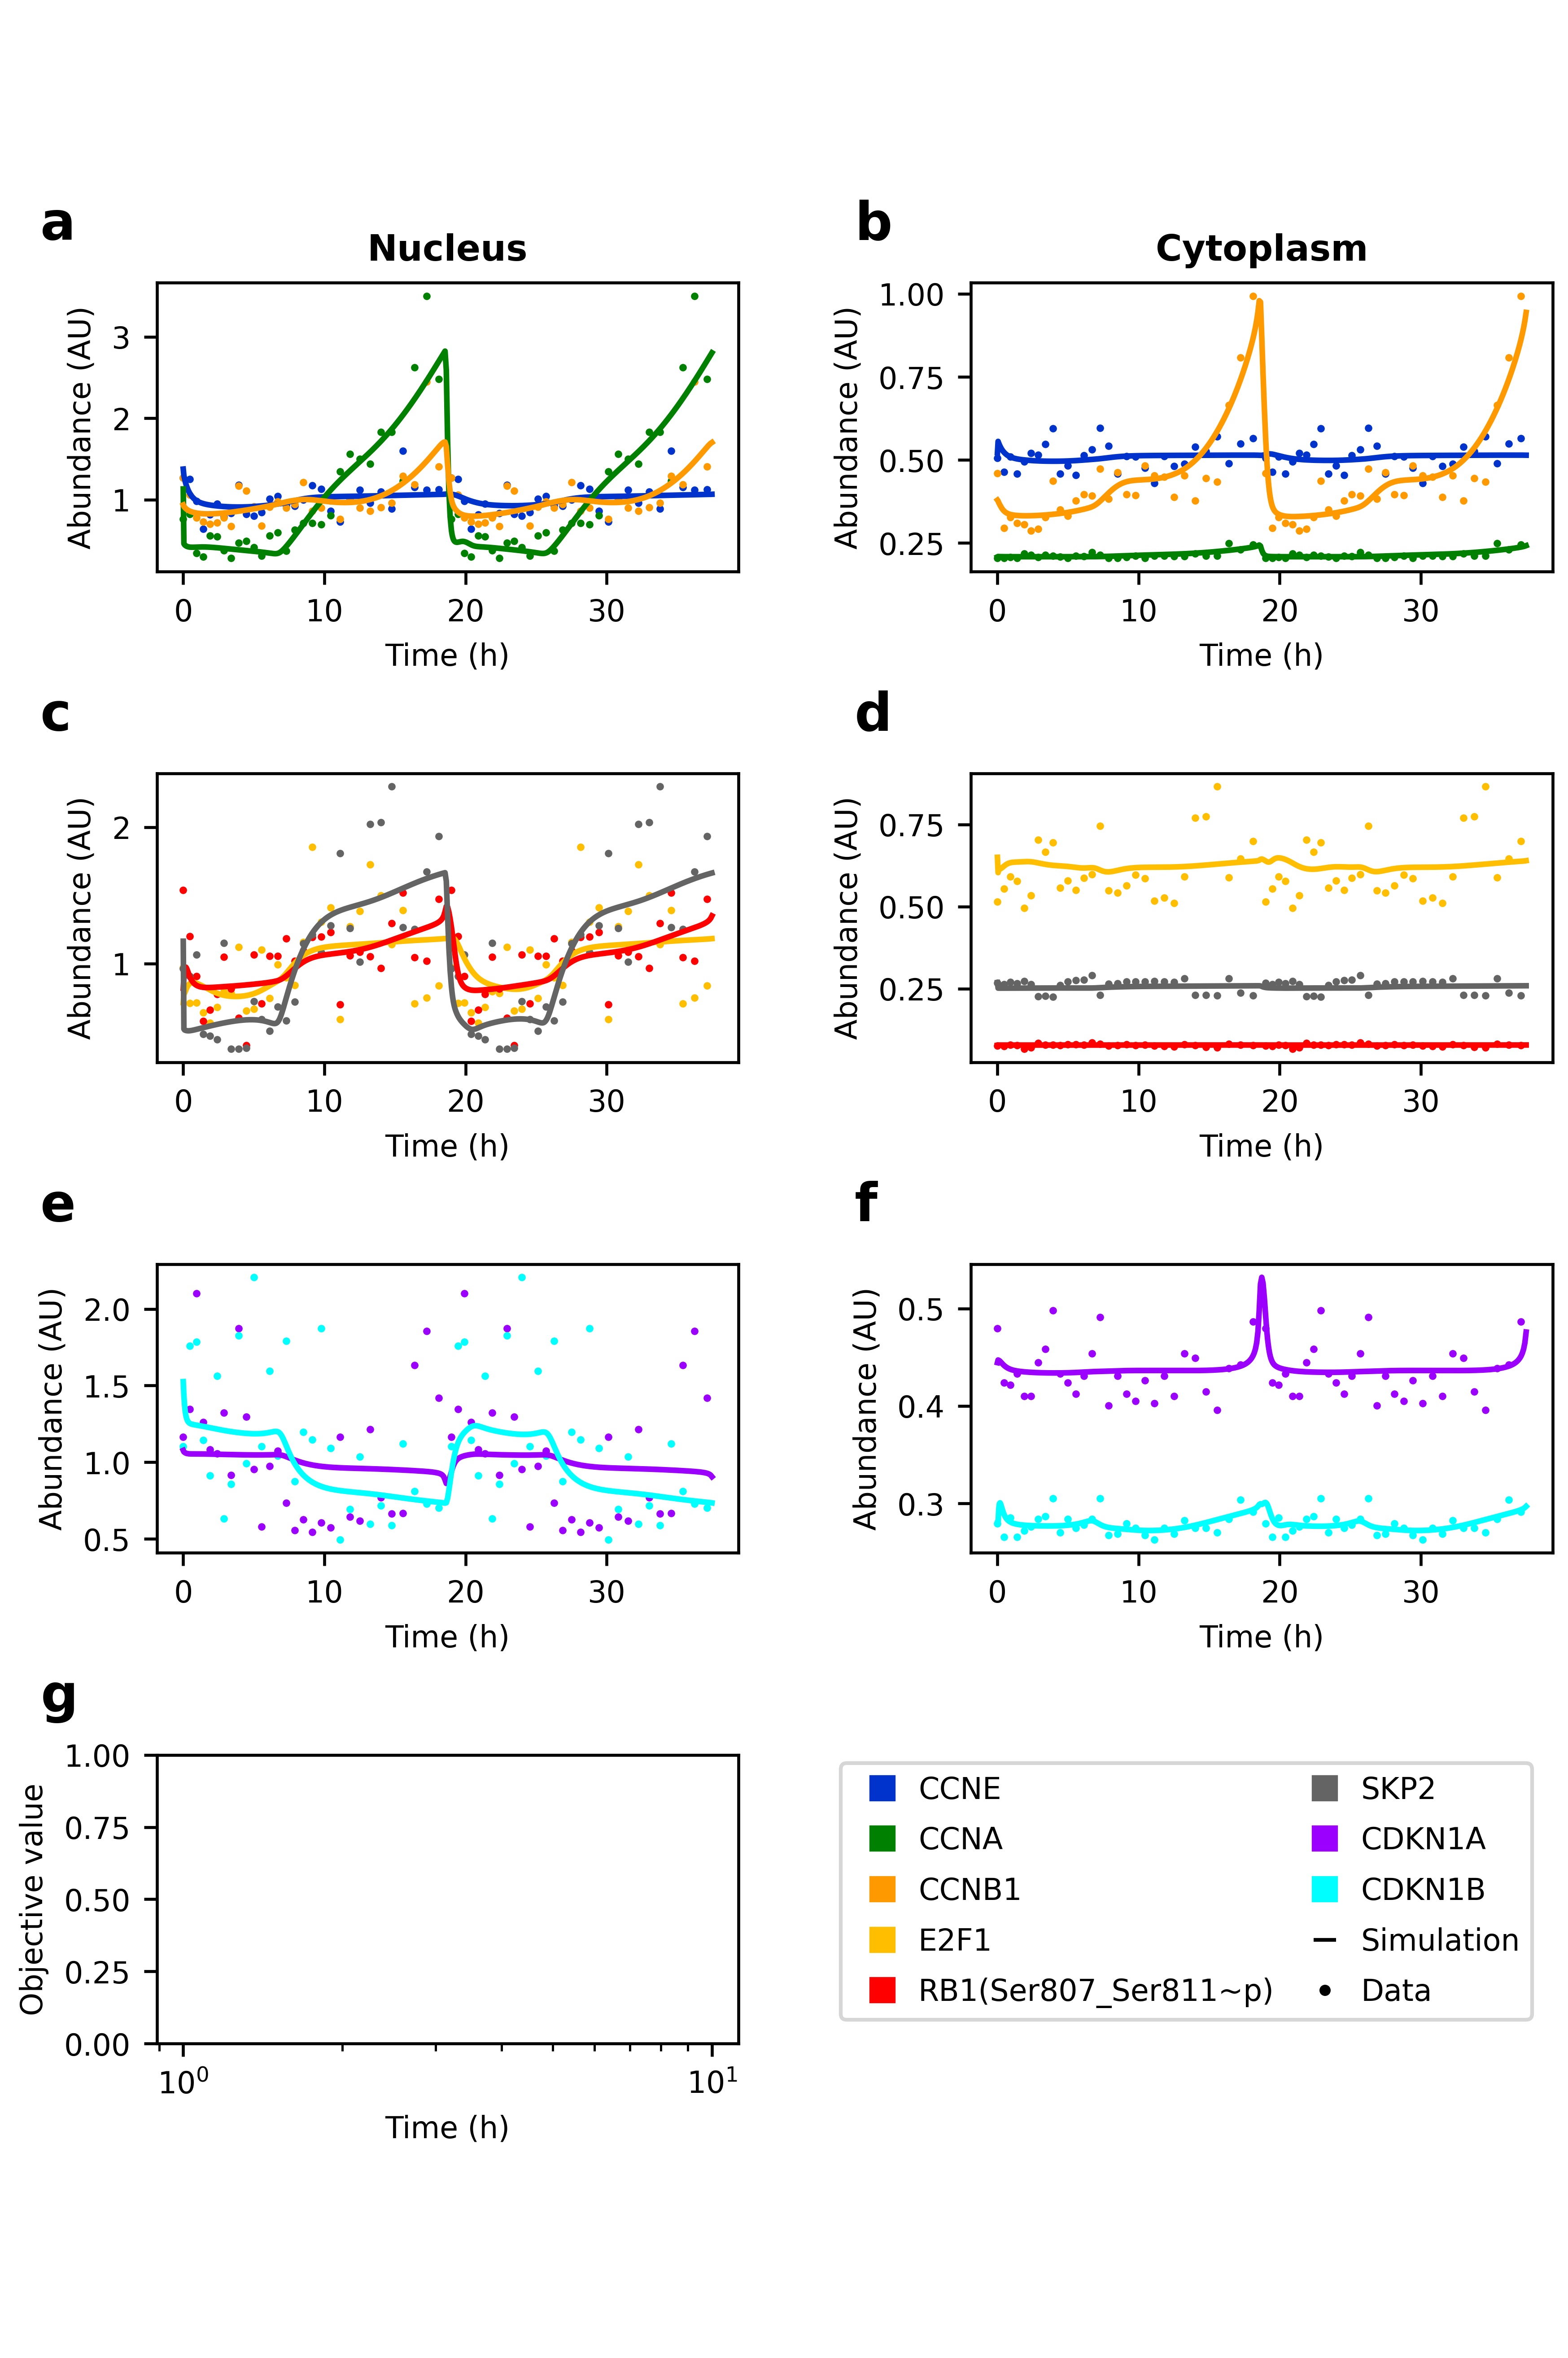 a
b
Nucleus
Cytoplasm
Abundance (AU)
3
2
1
0 10 20 30
Time (h)
Abundance (AU)
1.00
0.75
0.50
0.25
0 10 20 30
Time (h)
c
d
Abundance (AU)
2
1
0 10 20 30
Time (h)
Abundance (AU)
0.75
0.50
0.25
0 10 20 30
Time (h)
e
f
Abundance (AU)
2.0
1.5
1.0
0.5
0 10 20 30
Time (h)
Abundance (AU)
0.5
0.4
0.3
0 10 20 30
Time (h)
g
Objective value
1.00
0.75
0.50
0.25
0.00
10⁰ 10¹
Time (h)
CCNE
CCNA
CCNB1
E2F1
RB1(Ser807_Ser811~p)
SKP2
CDKN1A
CDKN1B
Simulation
Data